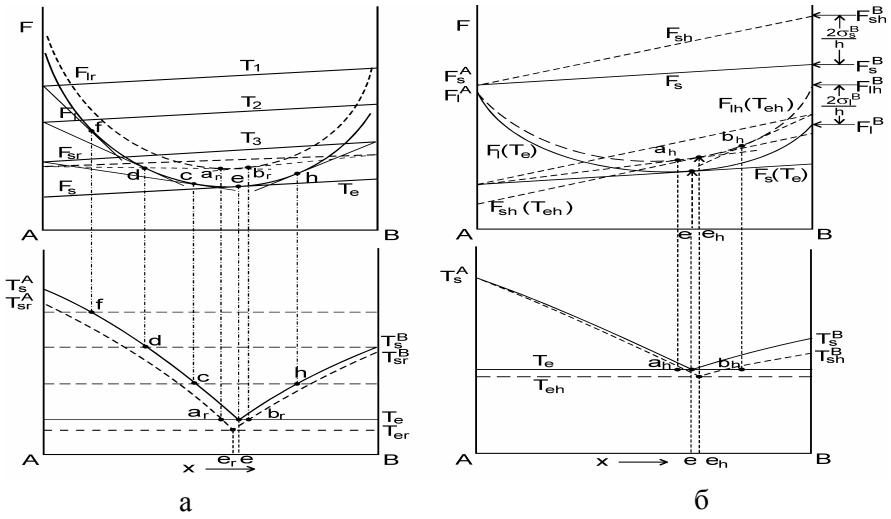 F
F_lr
T_1
F_l
f
T_2
T_3
F_sr
d
c
a_r
e
b_r
h
F_s
T_e
A
B
T_s^A
T_sr^A
f
d
T_s^B
T_sr^B
c
h
a_r
b_r
T_e
T_er
A
e_r
e
B
x
а
F
F_sh
F_sh^B
2σ_s^B
h
F_s^A
F_s
F_s^B
F_l^A
F_lh(T_eh)
F_lh^B
2σ_l^B
h
F_l^B
F_l(T_e)
a_h
b_h
F_s(T_e)
F_sh(T_eh)
A
e
e_h
B
T_s^A
T_s^B
T_e
a_h
b_h
T_sh^B
T_eh
A
x
e
e_h
B
б